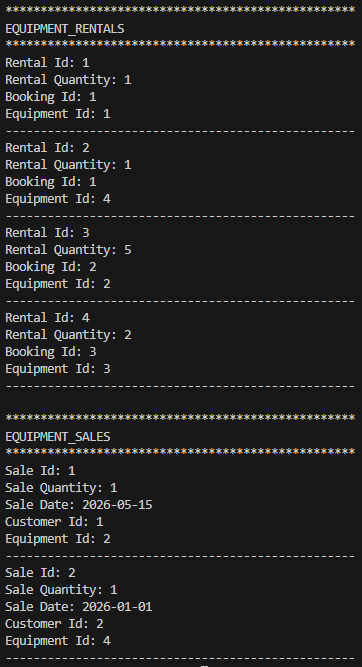 **************************************************
EQUIPMENT_RENTALS
**************************************************
Rental Id: 1
Rental Quantity: 1
Booking Id: 1
Equipment Id: 1
--------------------------------------------------
Rental Id: 2
Rental Quantity: 1
Booking Id: 1
Equipment Id: 4
--------------------------------------------------
Rental Id: 3
Rental Quantity: 5
Booking Id: 2
Equipment Id: 2
--------------------------------------------------
Rental Id: 4
Rental Quantity: 2
Booking Id: 3
Equipment Id: 3
--------------------------------------------------
**************************************************
EQUIPMENT_SALES
**************************************************
Sale Id: 1
Sale Quantity: 1
Sale Date: 2026-05-15
Customer Id: 1
Equipment Id: 2
--------------------------------------------------
Sale Id: 2
Sale Quantity: 1
Sale Date: 2026-01-01
Customer Id: 2
Equipment Id: 4
--------------------------------------------------